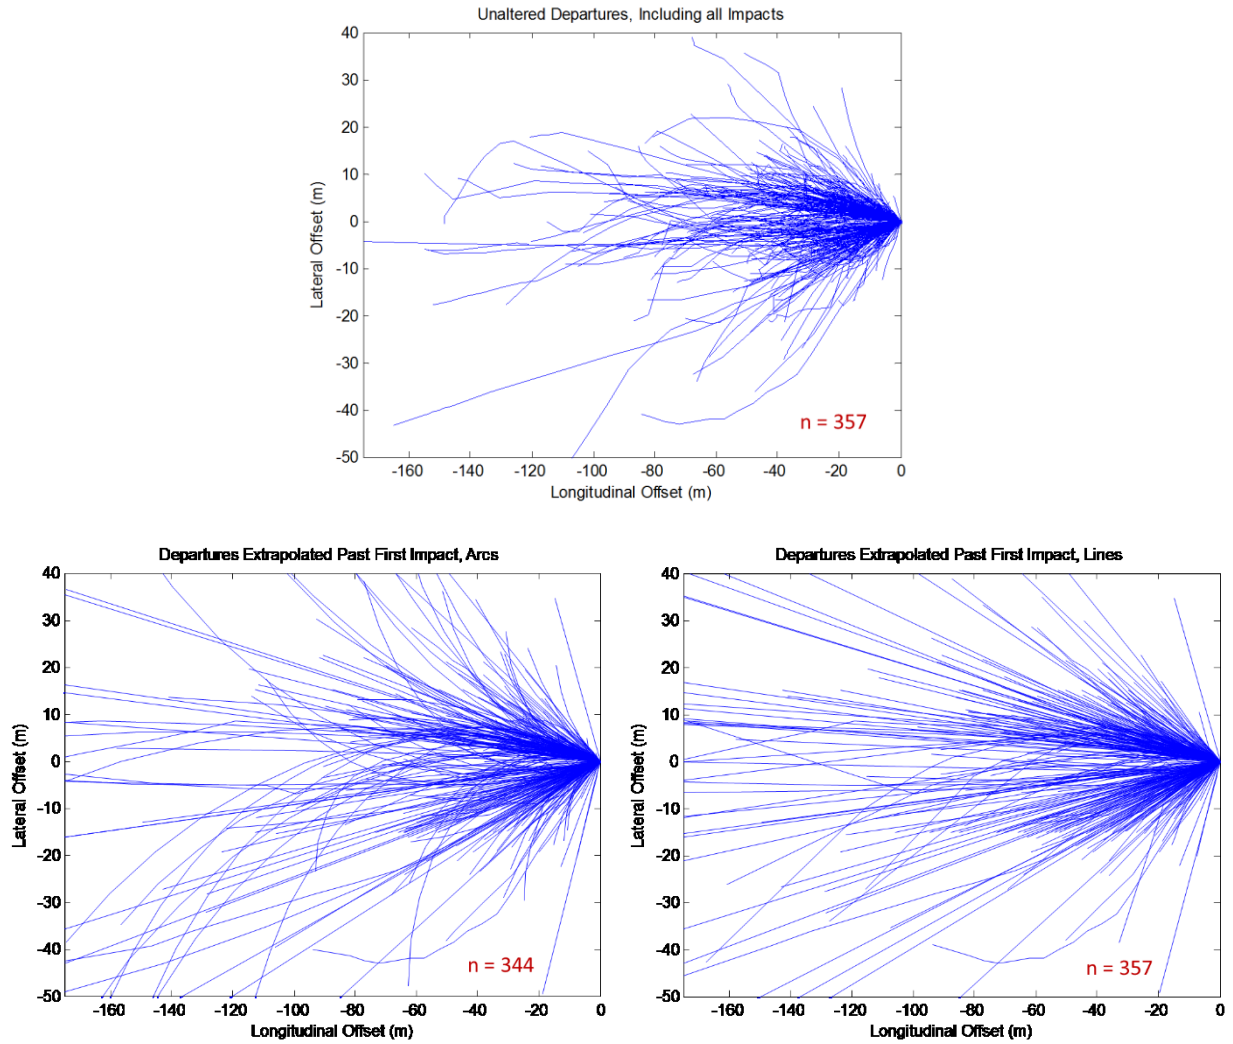 Unaltered Departures, Including all Impacts
40
30
20
10
0
-10
-20
-30
-40
-50
Lateral Offset (m)
n = 357
-160 -140 -120 -100 -80 -60 -40 -20 0
Longitudinal Offset (m)
Departures Extrapolated Past First Impact, Arcs
40
30
20
10
0
-10
-20
-30
-40
-50
Lateral Offset (m)
n = 344
-160 -140 -120 -100 -80 -60 -40 -20 0
Longitudinal Offset (m)
Departures Extrapolated Past First Impact, Lines
40
30
20
10
0
-10
-20
-30
-40
-50
Lateral Offset (m)
n = 357
-160 -140 -120 -100 -80 -60 -40 -20 0
Longitudinal Offset (m)